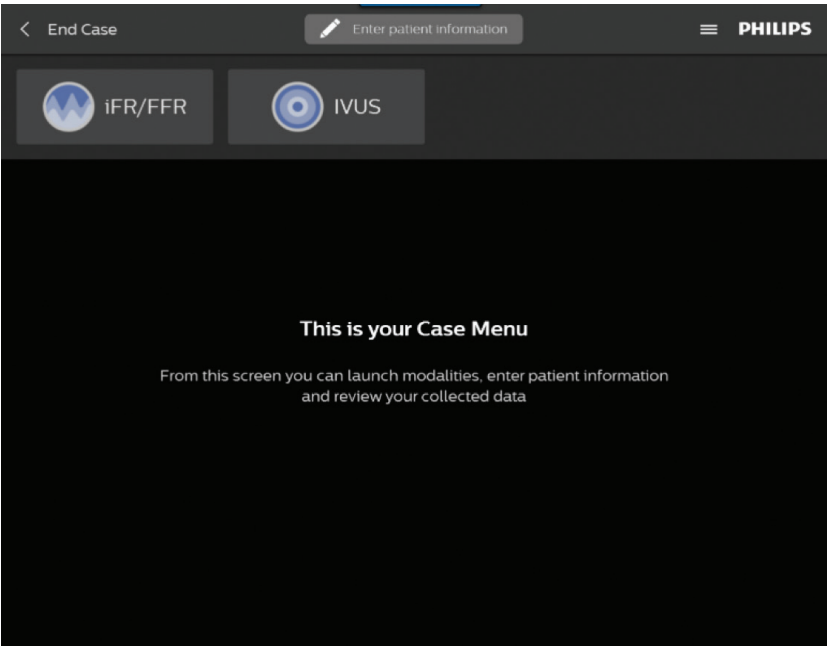 End Case
Enter patient information
PHILIPS
iFR/FFR
IVUS
This is your Case Menu
From this screen you can launch modalities, enter patient information
and review your collected data